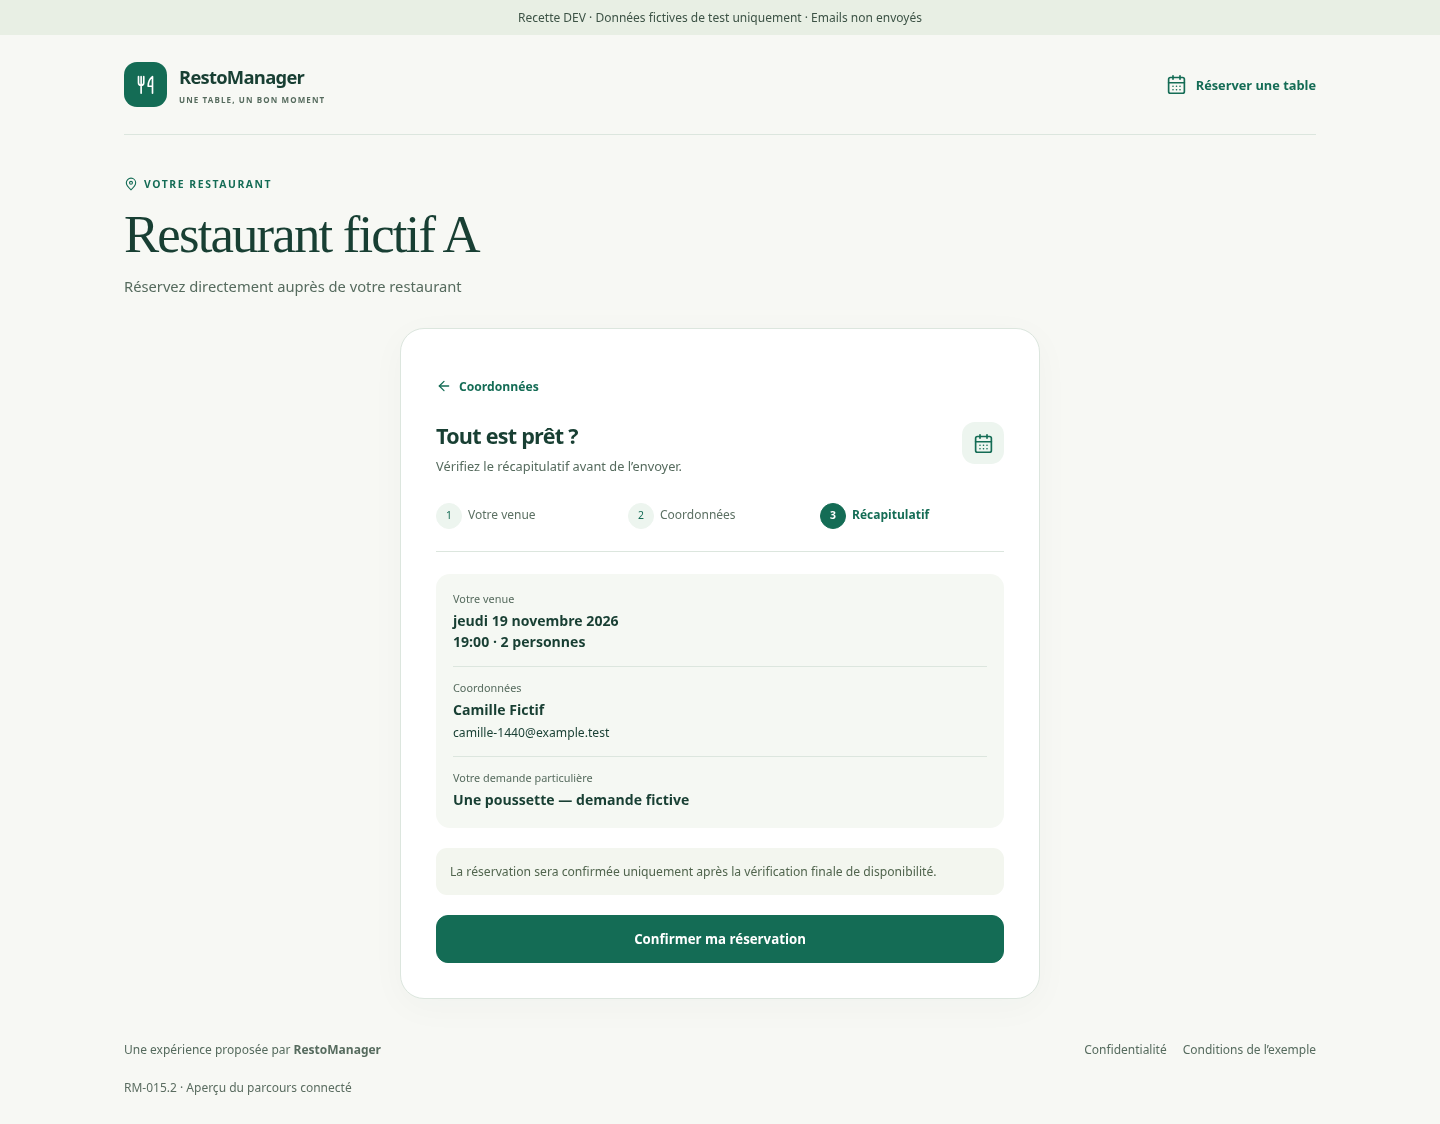 Recette DEV · Données fictives de test uniquement · Emails non envoyés
RestoManager
UNE TABLE, UN BON MOMENT
Réserver une table
VOTRE RESTAURANT
Restaurant fictif A
Réservez directement auprès de votre restaurant
Coordonnées
Tout est prêt ?
Vérifiez le récapitulatif avant de l’envoyer.
1 Votre venue
2 Coordonnées
3 Récapitulatif
Votre venue
jeudi 19 novembre 2026
19:00 · 2 personnes
Coordonnées
Camille Fictif
camille-1440@example.test
Votre demande particulière
Une poussette — demande fictive
La réservation sera confirmée uniquement après la vérification finale de disponibilité.
Confirmer ma réservation
Une expérience proposée par RestoManager
Confidentialité
Conditions de l’exemple
RM-015.2 · Aperçu du parcours connecté